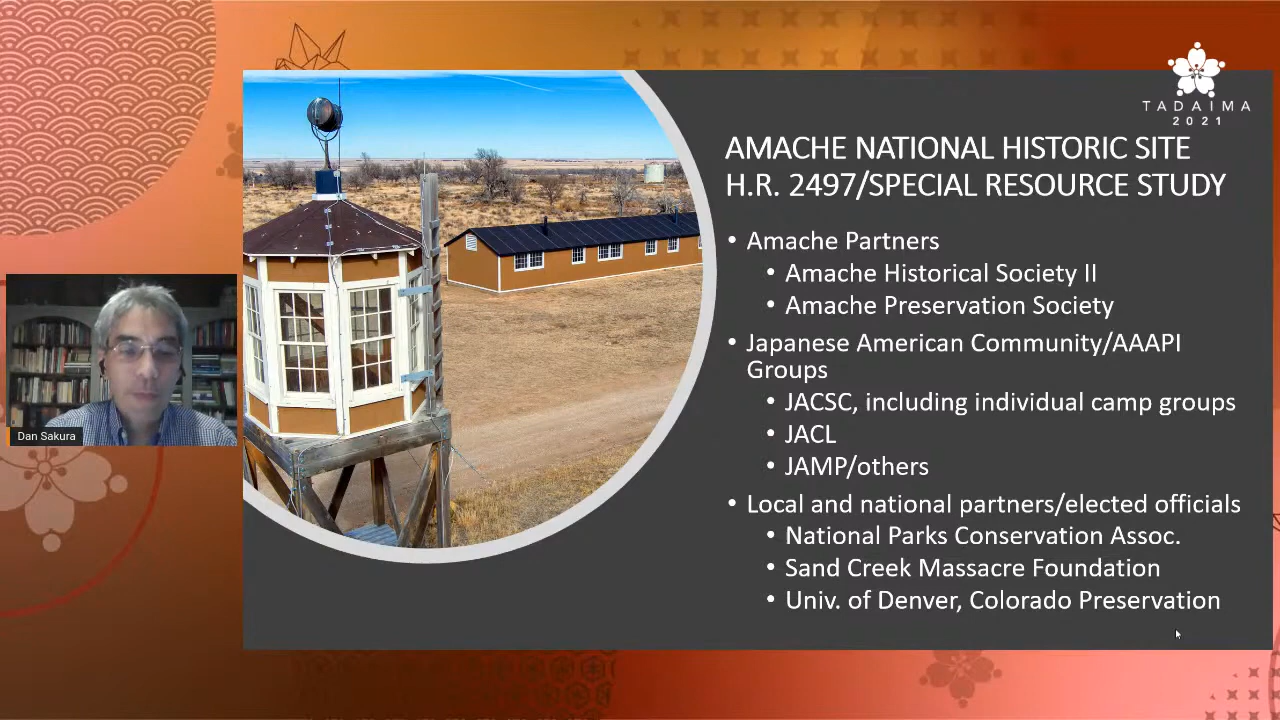 TADAIMA
2021
AMACHE NATIONAL HISTORIC SITE
H.R. 2497/SPECIAL RESOURCE STUDY
• Amache Partners
• Amache Historical Society II
• Amache Preservation Society
• Japanese American Community/AAAPI
Groups
• JACSC, including individual camp groups
• JACL
• JAMP/others
• Local and national partners/elected officials
• National Parks Conservation Assoc.
• Sand Creek Massacre Foundation
• Univ. of Denver, Colorado Preservation
Dan Sakura